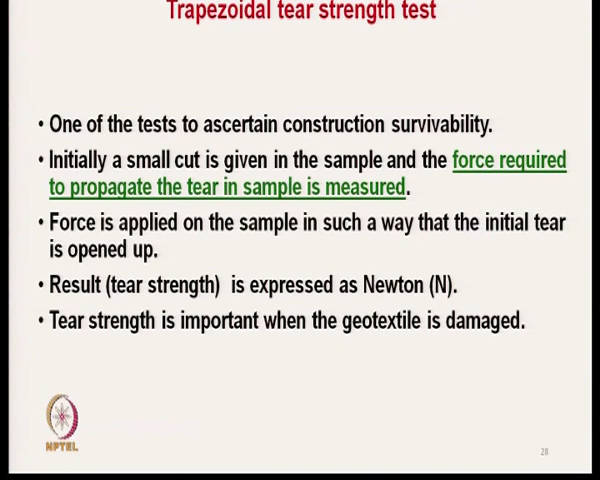 Trapezoidal tear strength test
• One of the tests to ascertain construction survivability.
• Initially a small cut is given in the sample and the force required
to propagate the tear in sample is measured.
• Force is applied on the sample in such a way that the initial tear
is opened up.
• Result (tear strength) is expressed as Newton (N).
• Tear strength is important when the geotextile is damaged.
NPTEL
28